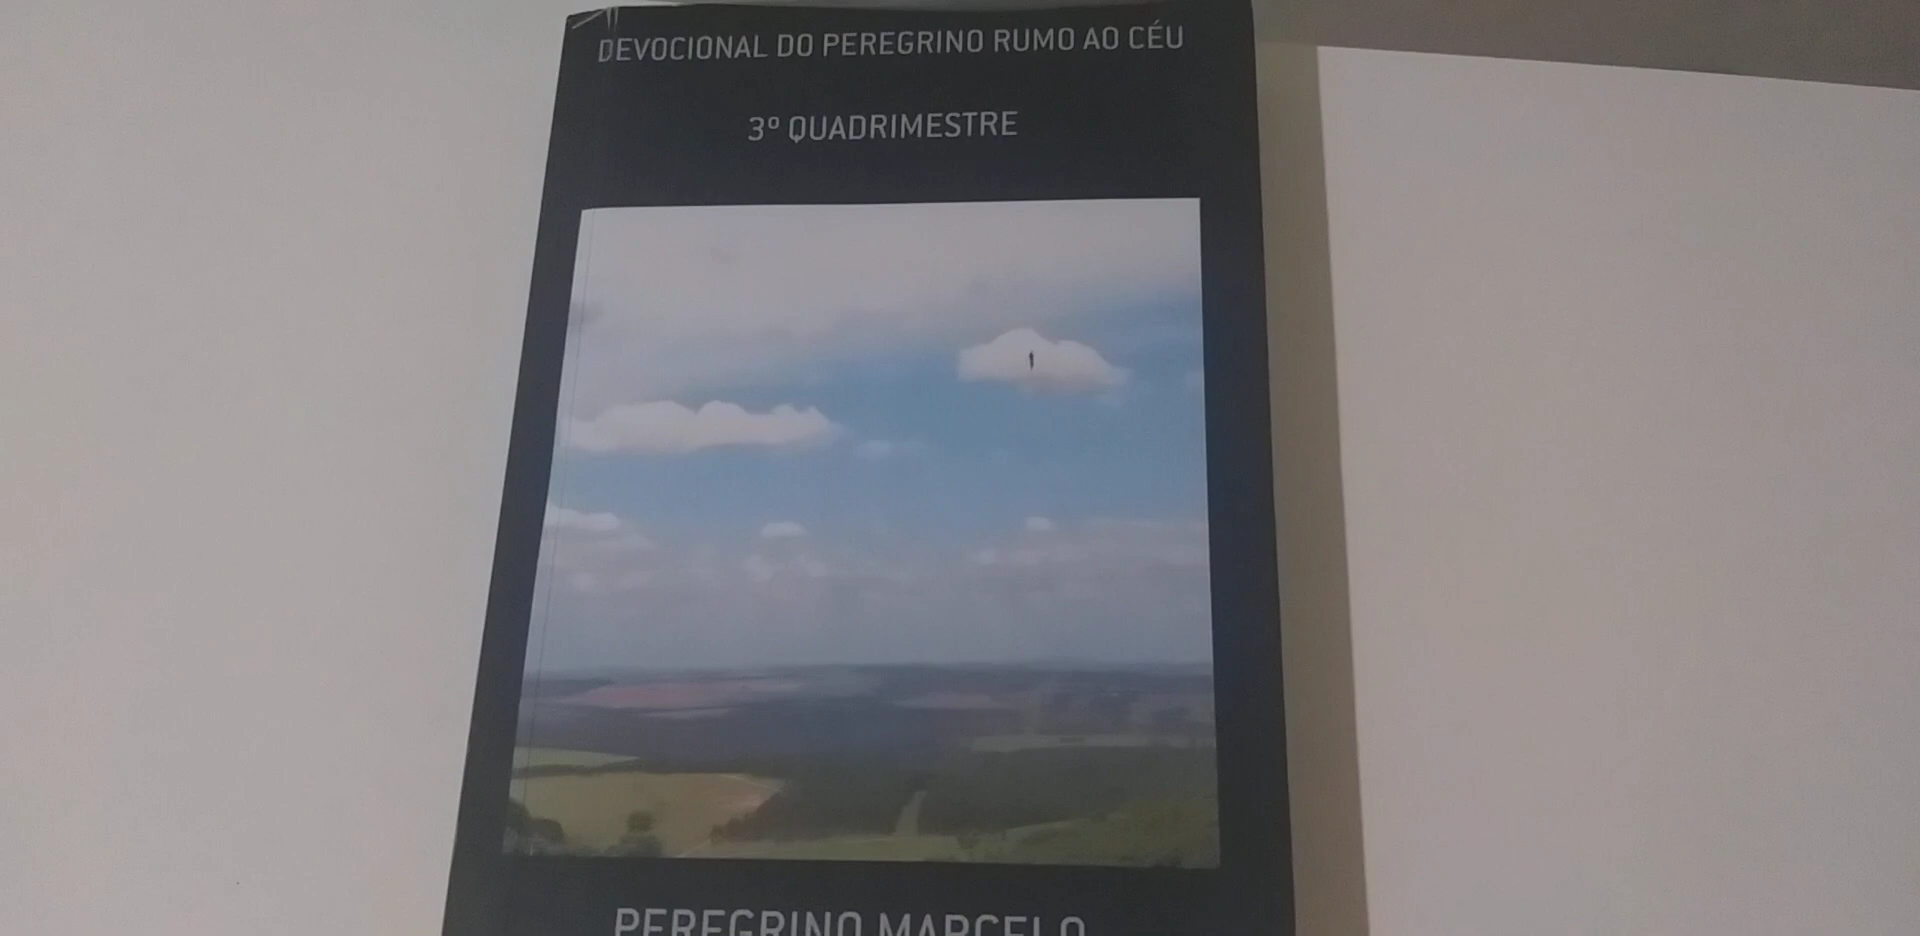 DEVOCIONAL DO PEREGRINO RUMO AO CÉU
3º QUADRIMESTRE
PEREGRINO MARCELO